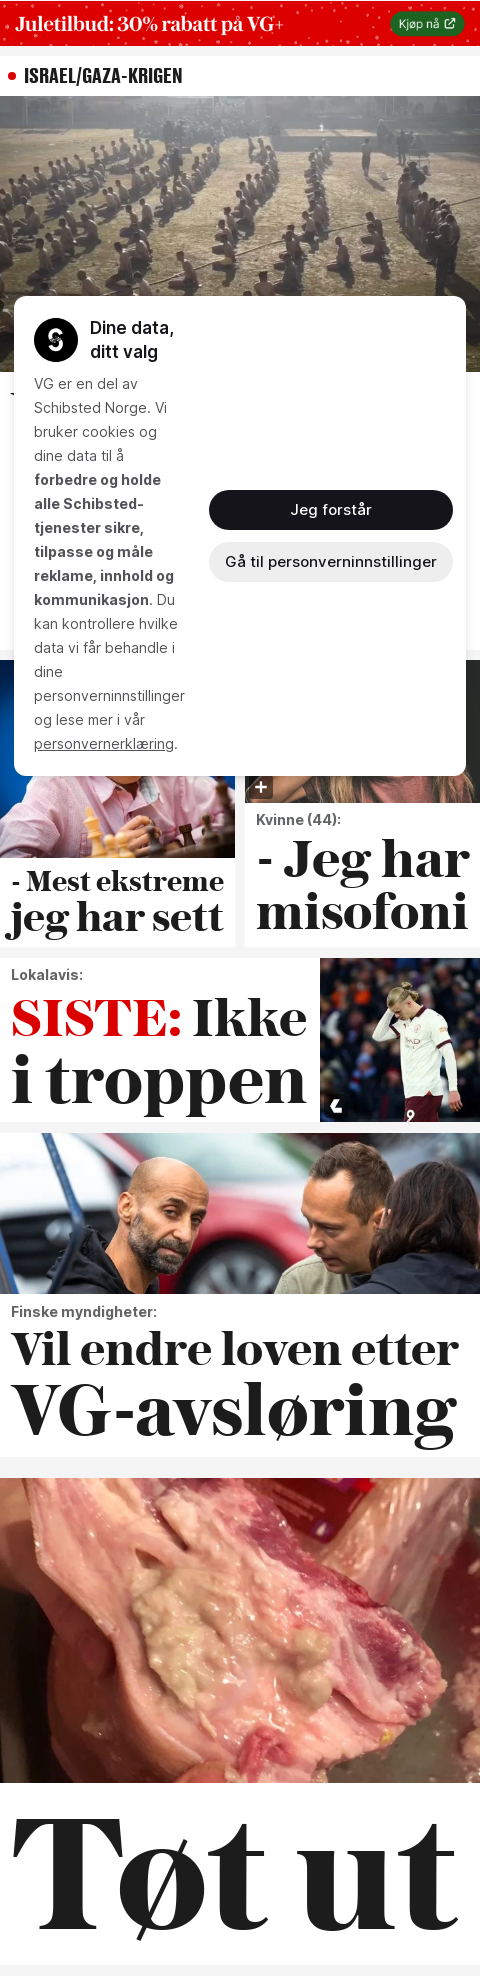 Juletilbud: 30% rabatt på VG+
Kjøp nå
ISRAEL/GAZA-KRIGEN
Dine data,
ditt valg
VG er en del av
Schibsted Norge. Vi
bruker cookies og
dine data til å
forbedre og holde
alle Schibsted-
tjenester sikre,
tilpasse og måle
reklame, innhold og
kommunikasjon. Du
kan kontrollere hvilke
data vi får behandle i
dine
personverninnstillinger
og lese mer i vår
personvernerklæring.
Jeg forstår
Gå til personverninnstillinger
- Mest ekstreme
jeg har sett
Kvinne (44):
- Jeg har
misofoni
Lokalavis:
SISTE: Ikke
i troppen
9
Finske myndigheter:
Vil endre loven etter
VG-avsløring
Tøt ut